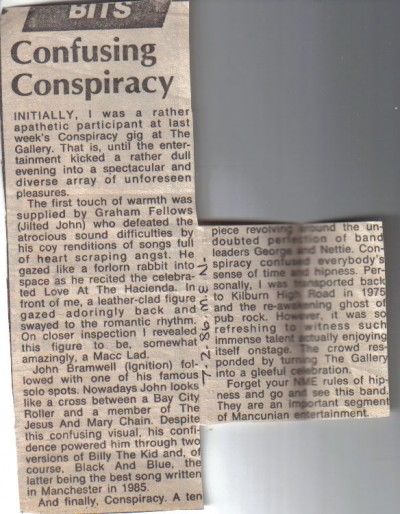 BITS
Confusing
Conspiracy
INITIALLY, I was a rather
apathetic participant at last
week's Conspiracy gig at The
Gallery. That is, until the enter-
tainment kicked a rather dull
evening into a spectacular and
diverse array of unforeseen
pleasures.
The first touch of warmth was
supplied by Graham Fellows
(Jilted John) who defeated the
atrocious sound difficulties by
his coy renditions of songs full
of heart scraping angst. He
gazed like a forlorn rabbit into
space as he recited the celebra-
ted Love At The Hacienda. In
front of me, a leather-clad figure
gazed adoringly back and
swayed to the romantic rhythm.
On closer inspection I revealed
this figure to be, somewhat
amazingly, a Macc Lad.
John Bramwell (Ignition) fol-
lowed with one of his famous
solo spots. Nowadays John looks
like a cross between a Bay City
Roller and a member of The
Jesus And Mary Chain. Despite
this confusing visual, his confi-
dence powered him through two
versions of Billy The Kid and, of
course, Black And Blue, the
latter being the best song written
in Manchester in 1985.
And finally, Conspiracy. A ten
7.2.86. M.E.N.
piece revolving around the un-
doubted perfection of band
leaders George and Nettie. Con-
spiracy confused everybody's
sense of time and hipness. Per-
sonally, I was transported back
to Kilburn High Road in 1975
and the re-awakening ghost of
pub rock. However, it was so
refreshing to witness such
immense talent actually enjoying
itself onstage. The crowd res-
ponded by turning The Gallery
into a gleeful celebration.
Forget your NME rules of hip-
ness and go and see this band.
They are an important segment
of Mancunian entertainment.